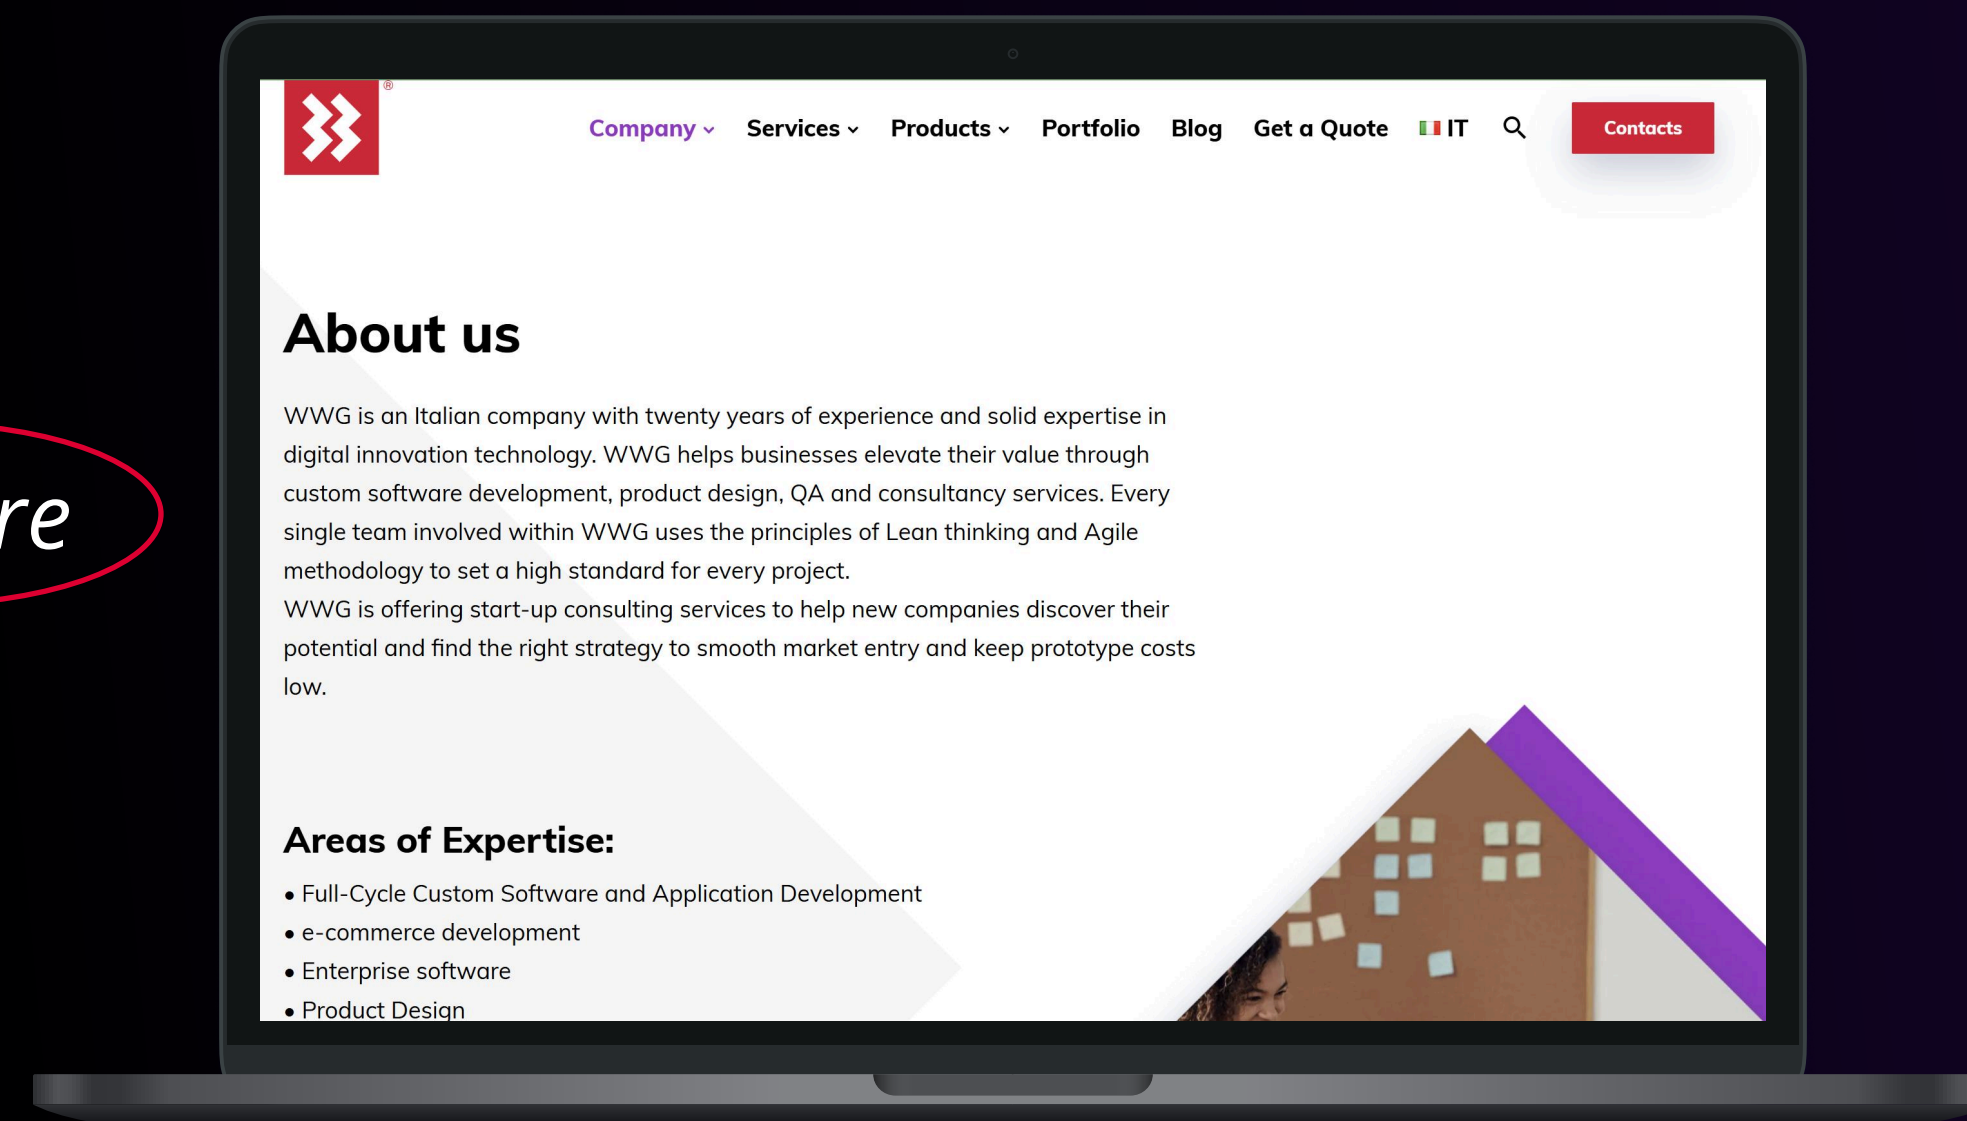 ®
Company Services Products Portfolio Blog Get a Quote IT Contacts
About us
WWG is an Italian company with twenty years of experience and solid expertise in
digital innovation technology. WWG helps businesses elevate their value through
custom software development, product design, QA and consultancy services. Every
single team involved within WWG uses the principles of Lean thinking and Agile
methodology to set a high standard for every project.
WWG is offering start-up consulting services to help new companies discover their
potential and find the right strategy to smooth market entry and keep prototype costs
low.
Areas of Expertise:
• Full-Cycle Custom Software and Application Development
• e-commerce development
• Enterprise software
• Product Design